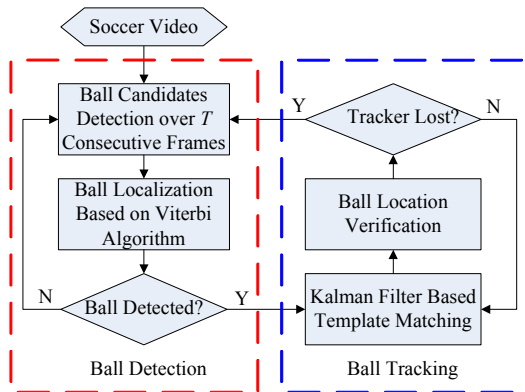 Soccer Video
Ball Candidates
Detection over T
Consecutive Frames
Ball Localization
Based on Viterbi
Algorithm
N
Ball Detected?
Y
Ball Detection
Y
Tracker Lost?
N
Ball Location
Verification
Kalman Filter Based
Template Matching
Ball Tracking